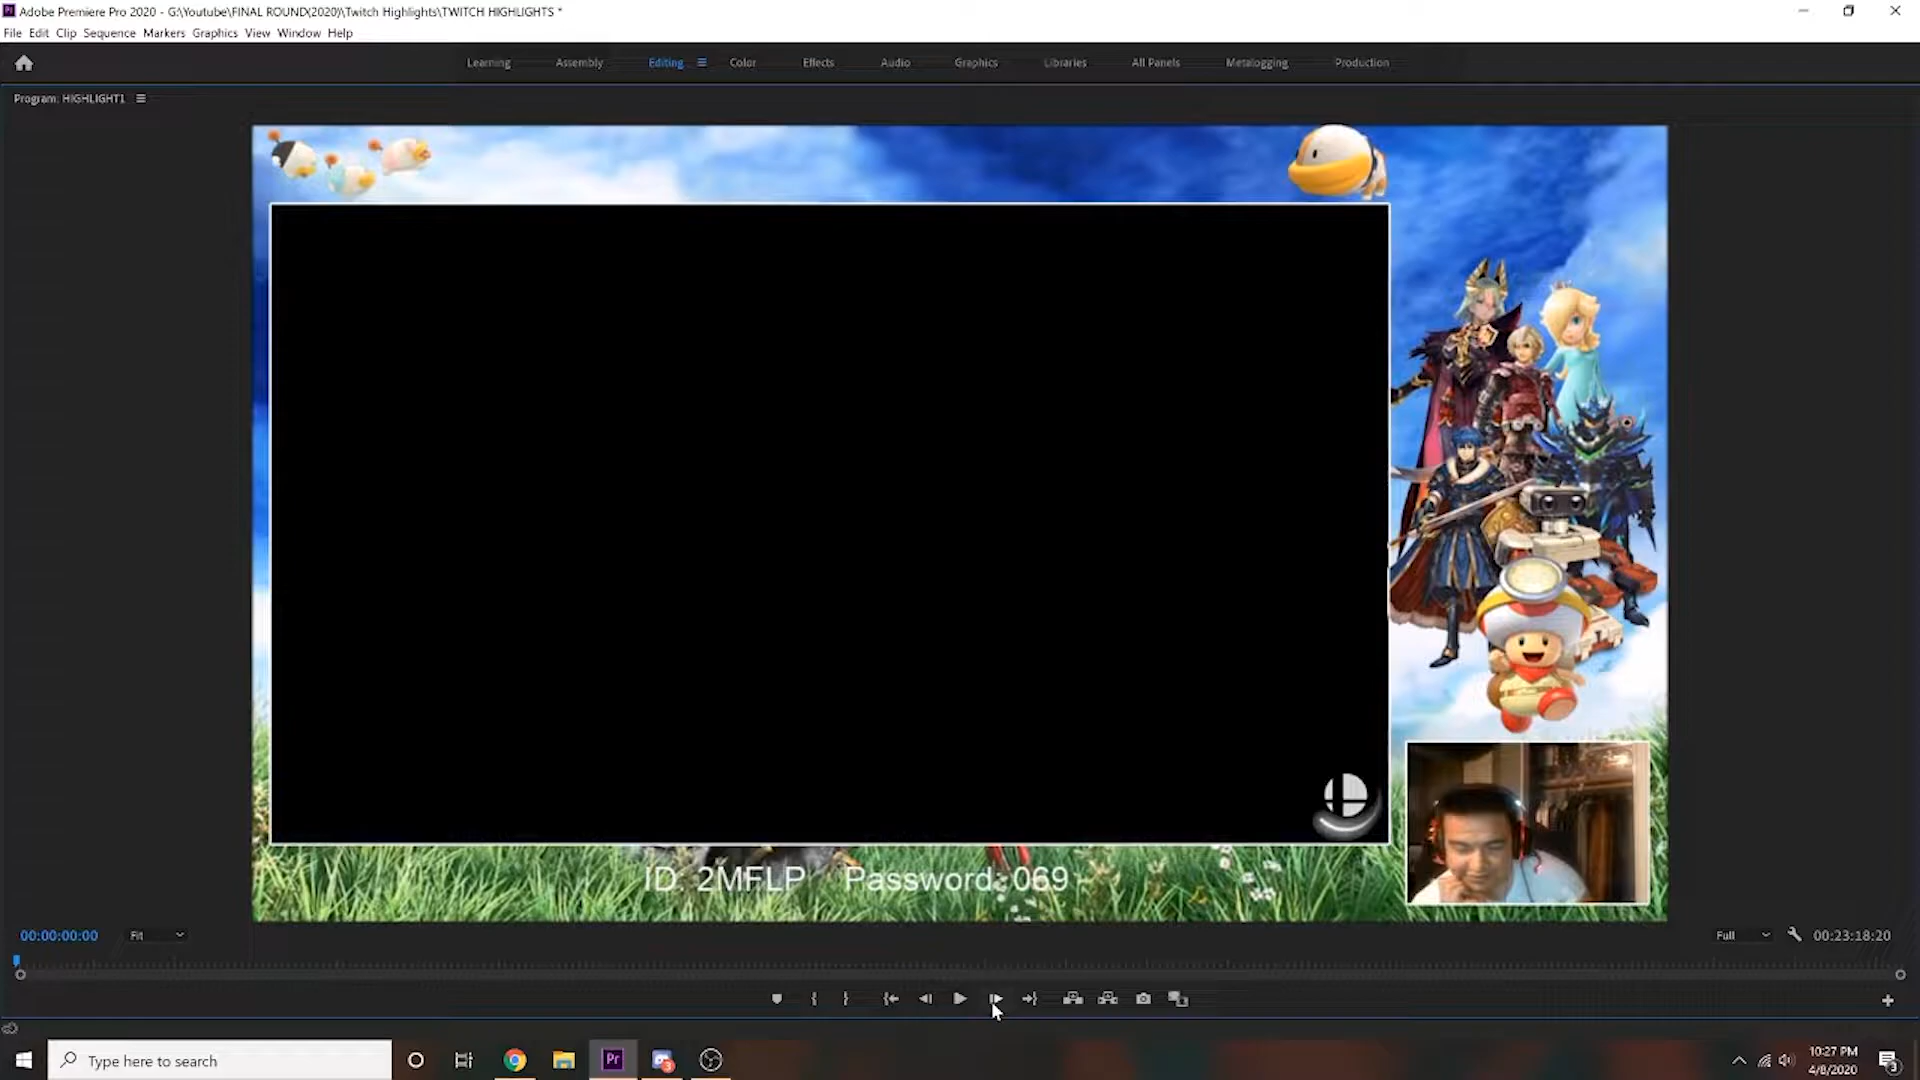 Adobe Premiere Pro 2020 - G:\Youtube\FINAL ROUND(2020)\Twitch Highlights\TWITCH HIGHLIGHTS *
File Edit Clip Sequence Markers Graphics View Window Help
Learning Assembly Editing Color Effects Audio Graphics Libraries All Panels Metalogging Production
Program: HIGHLIGHT1
ID: 2MFLP Password: 069
00:00:00:00 Fit Full 00:23:18:20
Type here to search
Pr
3
10:27 PM
4/8/2020
3